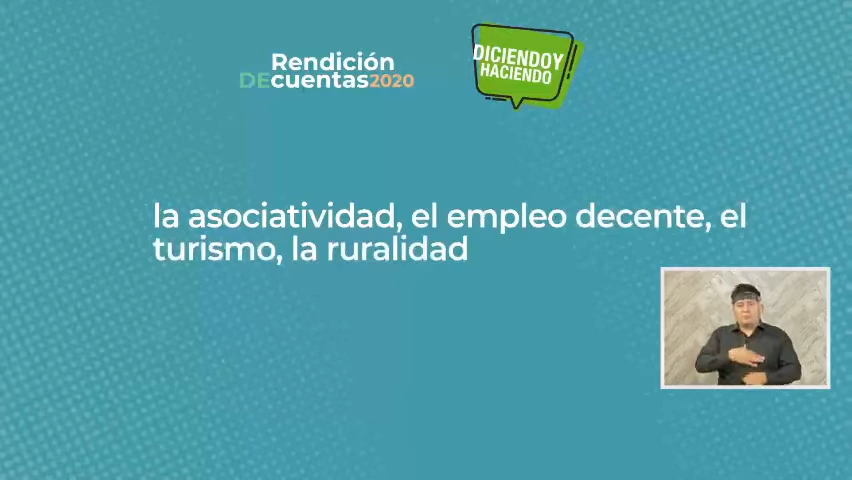 Rendición
DEcuentas2020
DICIENDOY
HACIENDO
la asociatividad, el empleo decente, el
turismo, la ruralidad